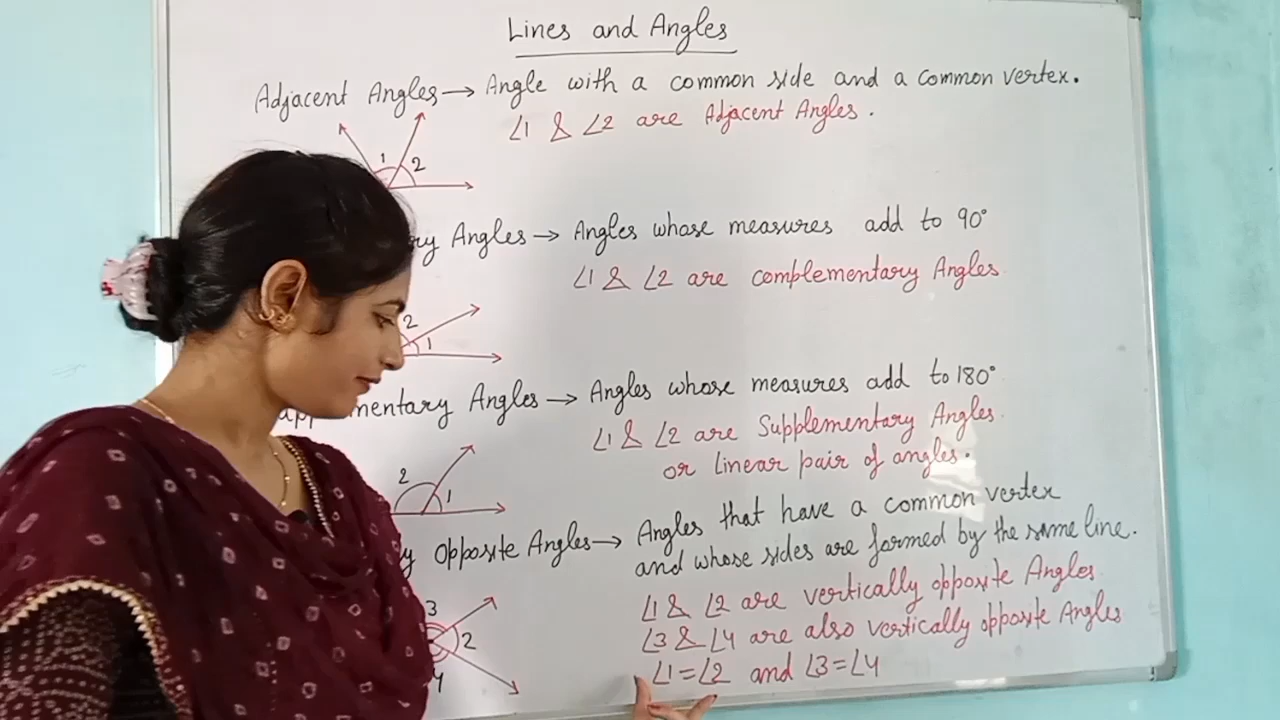 Lines and Angles
Adjacent Angles → Angle with a common side and a common vertex.
∠1 & ∠2 are Adjacent Angles.
1 2
Angles → Angles whose measures add to 90°
∠1 & ∠2 are complementary Angles
2
1
Angles → Angles whose measures add to 180°
∠1 & ∠2 are Supplementary Angles
or linear pair of angles.
2
1
Opposite Angles → Angles that have a common vertex
and whose sides are formed by the same line.
∠1 & ∠2 are vertically opposite Angles
3
∠3 & ∠4 are also vertically opposite Angles
2
∠1 = ∠2 and ∠3 = ∠4
4